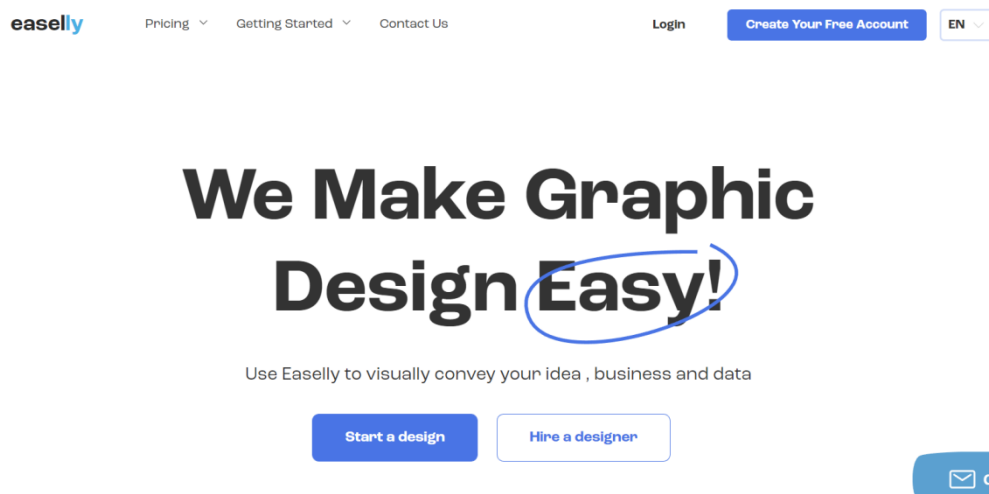 easelly
Pricing
Getting Started
Contact Us
Login
Create Your Free Account
EN
We Make Graphic
Design Easy!
Use Easelly to visually convey your idea , business and data
Start a design
Hire a designer